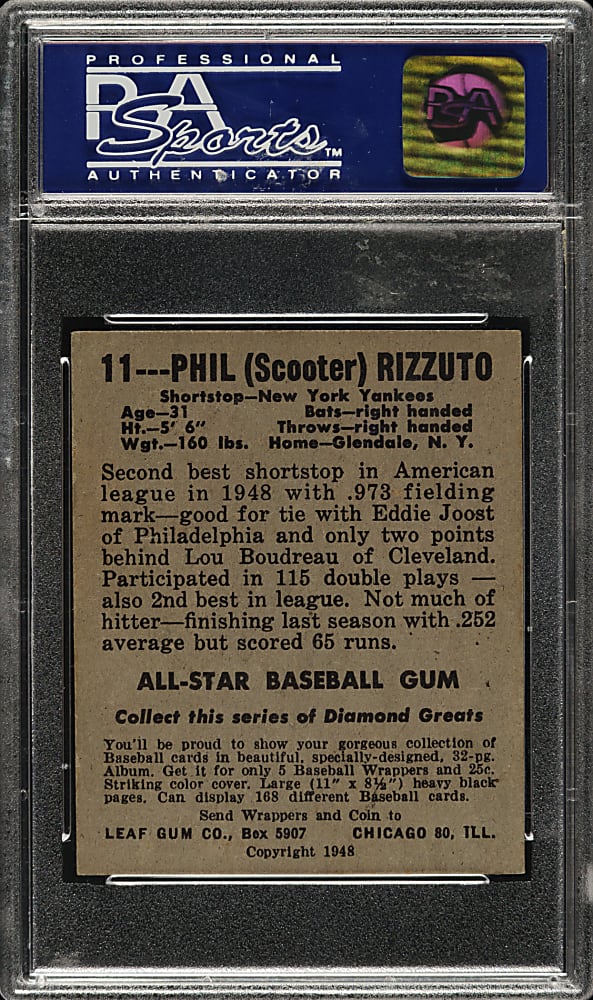 PROFESSIONAL
PSA
Sports™
AUTHENTICATOR
PSA
11---PHIL (Scooter) RIZZUTO
Shortstop—New York Yankees
Age—31 Bats—right handed
Ht.—5' 6" Throws—right handed
Wgt.—160 lbs. Home—Glendale, N. Y.
Second best shortstop in American
league in 1948 with .973 fielding
mark—good for tie with Eddie Joost
of Philadelphia and only two points
behind Lou Boudreau of Cleveland.
Participated in 115 double plays —
also 2nd best in league. Not much of
hitter—finishing last season with .252
average but scored 65 runs.
ALL-STAR BASEBALL GUM
Collect this series of Diamond Greats
You'll be proud to show your gorgeous collection of
Baseball cards in beautiful, specially-designed, 32-pg.
Album. Get it for only 5 Baseball Wrappers and 25c.
Striking color cover. Large (11" x 8½") heavy black
pages. Can display 168 different Baseball cards.
Send Wrappers and Coin to
LEAF GUM CO., Box 5907 CHICAGO 80, ILL.
Copyright 1948